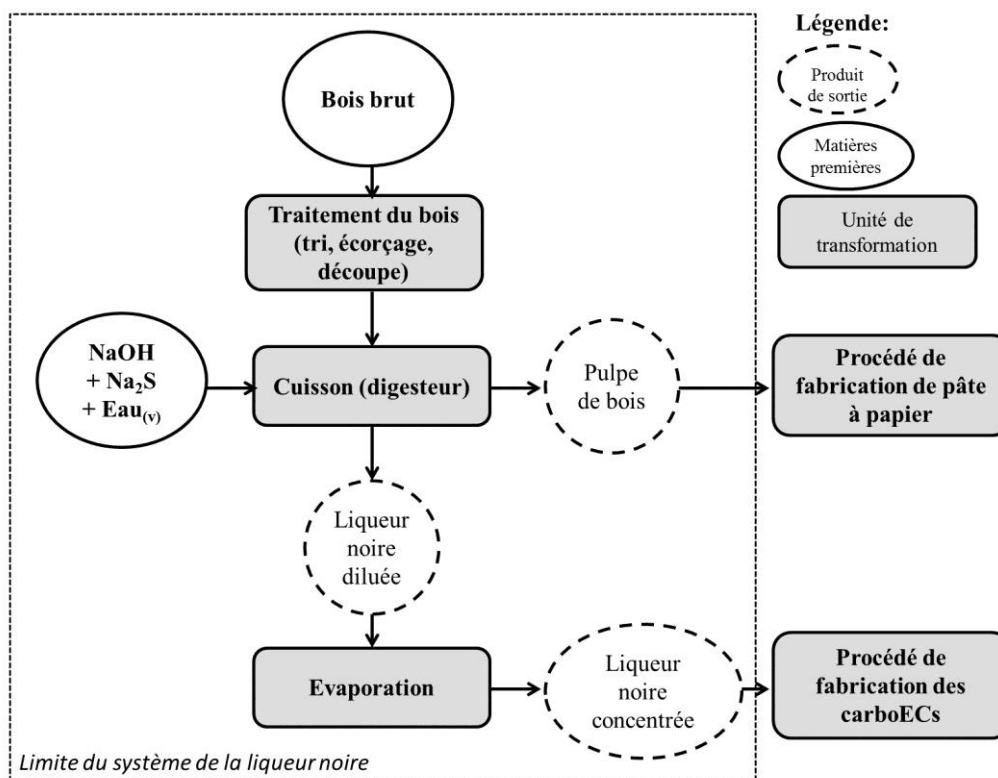 Légende:
Produit
de sortie
Matières
premières
Unité de
transformation
Bois brut
Traitement du bois
(tri, écorçage,
découpe)
NaOH
+ Na₂S
+ Eau₍ᵥ₎
Cuisson (digesteur)
Pulpe
de bois
Procédé de
fabrication de pâte
à papier
Liqueur
noire
diluée
Evaporation
Liqueur
noire
concentrée
Procédé de
fabrication des
carboECs
Limite du système de la liqueur noire